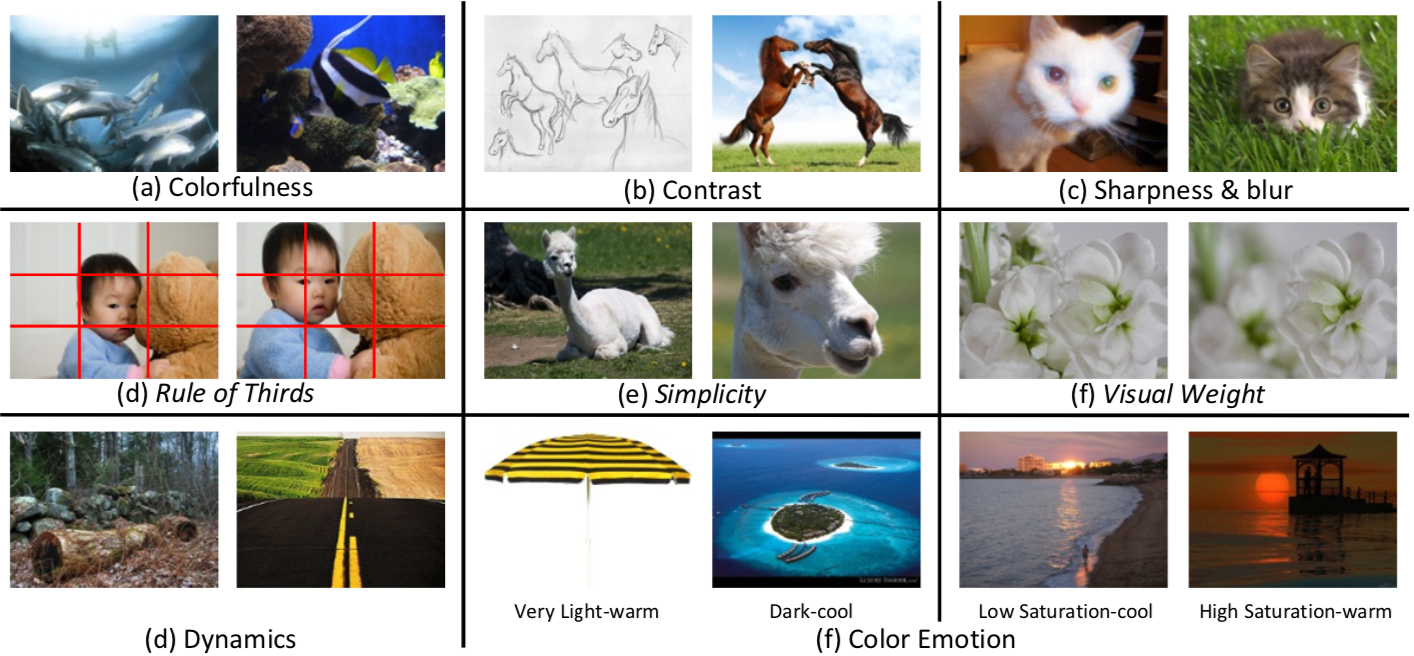 (a) Colorfulness
(b) Contrast
(c) Sharpness & blur
(d) Rule of Thirds
(e) Simplicity
(f) Visual Weight
Very Light-warm
Dark-cool
Low Saturation-cool
High Saturation-warm
(d) Dynamics
(f) Color Emotion